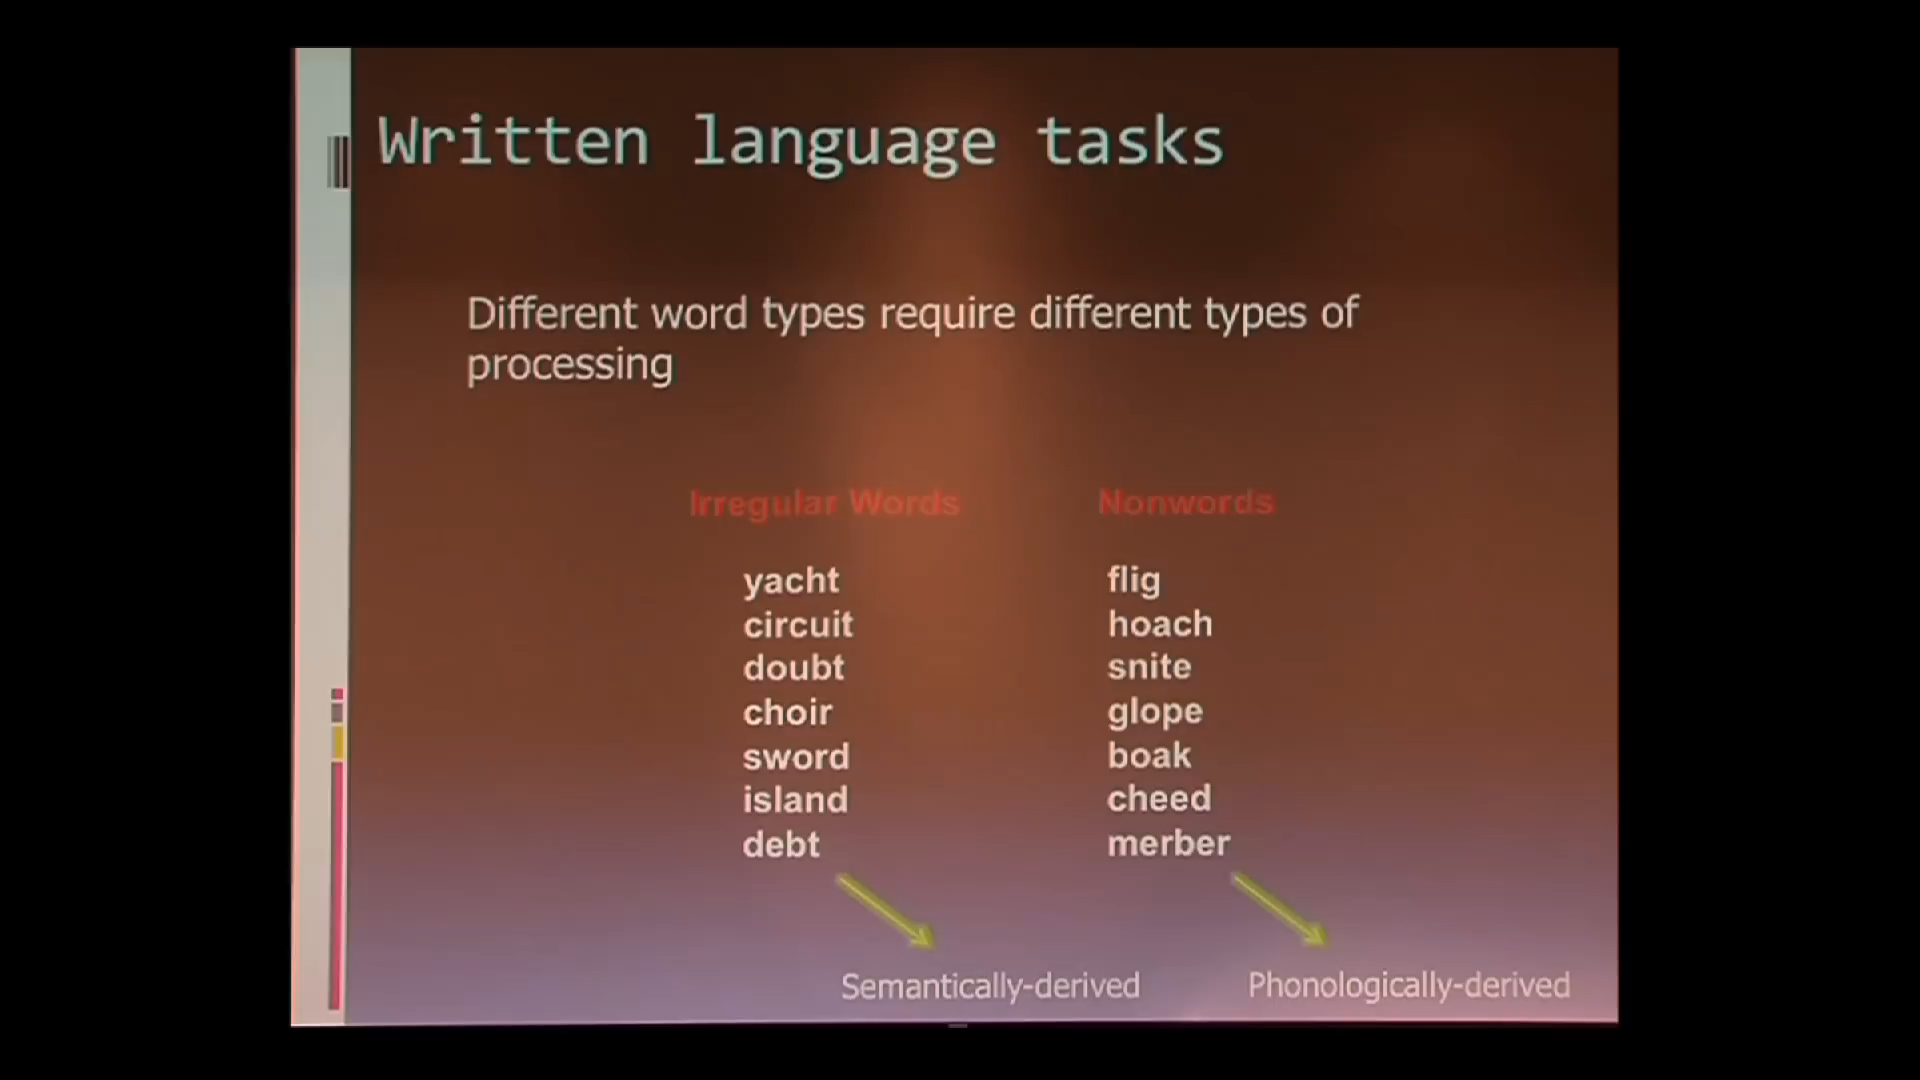 Written language tasks
Different word types require different types of
processing
Irregular Words
Nonwords
yacht
flig
circuit
hoach
doubt
snite
choir
glope
sword
boak
island
cheed
debt
merber
Semantically-derived
Phonologically-derived